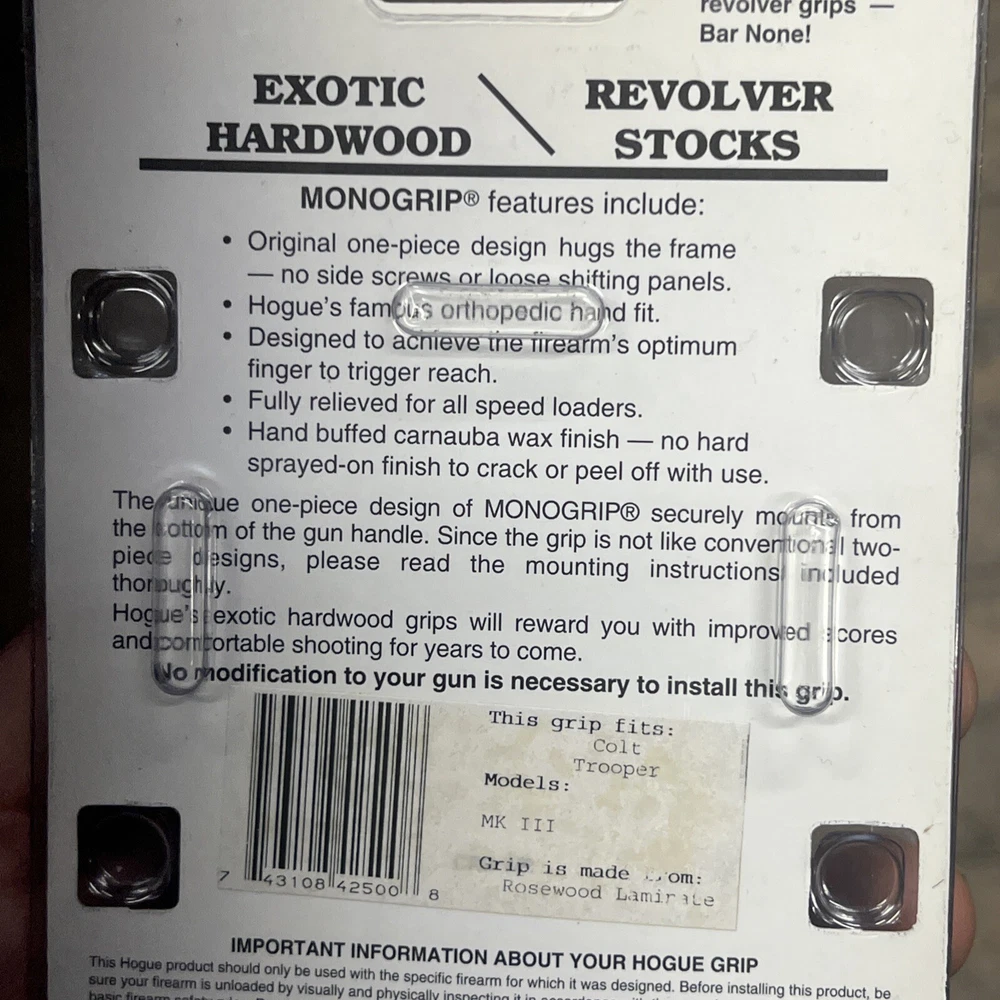 revolver grips —
Bar None!
EXOTIC HARDWOOD
REVOLVER STOCKS
MONOGRIP® features include:
• Original one-piece design hugs the frame
— no side screws or loose shifting panels.
• Hogue's famous orthopedic hand fit.
• Designed to achieve the firearm's optimum
finger to trigger reach.
• Fully relieved for all speed loaders.
• Hand buffed carnauba wax finish — no hard
sprayed-on finish to crack or peel off with use.
The unique one-piece design of MONOGRIP® securely mounts from
the bottom of the gun handle. Since the grip is not like conventional two-
piece designs, please read the mounting instructions included
thoroughly.
Hogue's exotic hardwood grips will reward you with improved scores
and comfortable shooting for years to come.
No modification to your gun is necessary to install this grip.
This grip fits:
Colt
Trooper
Models:
MK III
Grip is made from:
Rosewood Laminate
7 43108 42500 8
IMPORTANT INFORMATION ABOUT YOUR HOGUE GRIP
This Hogue product should only be used with the specific firearm for which it was designed. Before installing this product, be
sure your firearm is unloaded by visually and physically inspecting it in
basic firearm